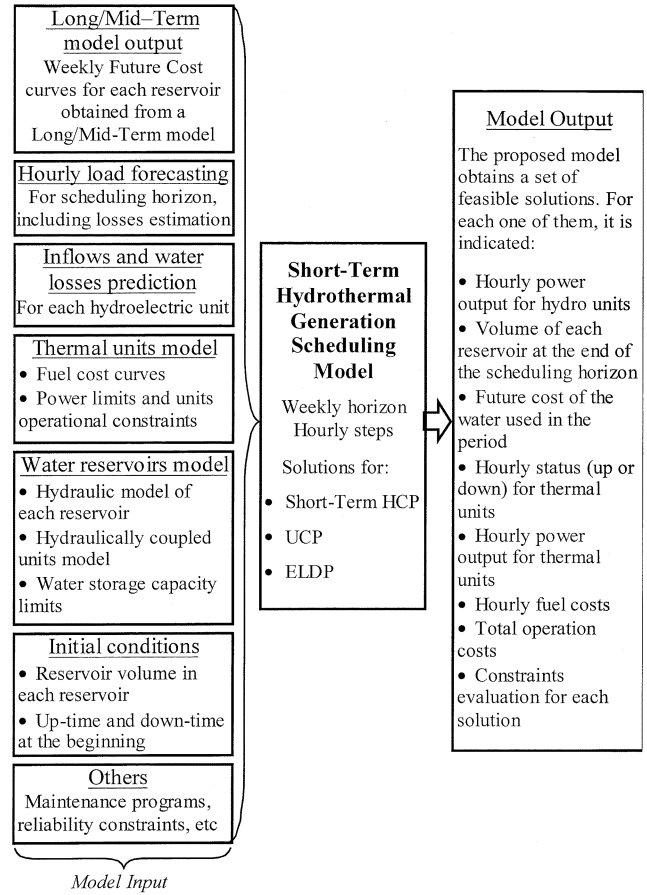 Long/Mid–Term
model output
Weekly Future Cost
curves for each reservoir
obtained from a
Long/Mid-Term model
Hourly load forecasting
For scheduling horizon,
including losses estimation
Inflows and water
losses prediction
For each hydroelectric unit
Thermal units model
• Fuel cost curves
• Power limits and units
operational constraints
Water reservoirs model
• Hydraulic model of
each reservoir
• Hydraulically coupled
units model
• Water storage capacity
limits
Initial conditions
• Reservoir volume in
each reservoir
• Up-time and down-time
at the beginning
Others
Maintenance programs,
reliability constraints, etc
Model Input
Short-Term
Hydrothermal
Generation
Scheduling
Model
Weekly horizon
Hourly steps
Solutions for:
• Short-Term HCP
• UCP
• ELDP
Model Output
The proposed model
obtains a set of
feasible solutions. For
each one of them, it is
indicated:
• Hourly power
output for hydro units
• Volume of each
reservoir at the end of
the scheduling horizon
• Future cost of the
water used in the
period
• Hourly status (up or
down) for thermal
units
• Hourly power
output for thermal
units
• Hourly fuel costs
• Total operation
costs
• Constraints
evaluation for each
solution